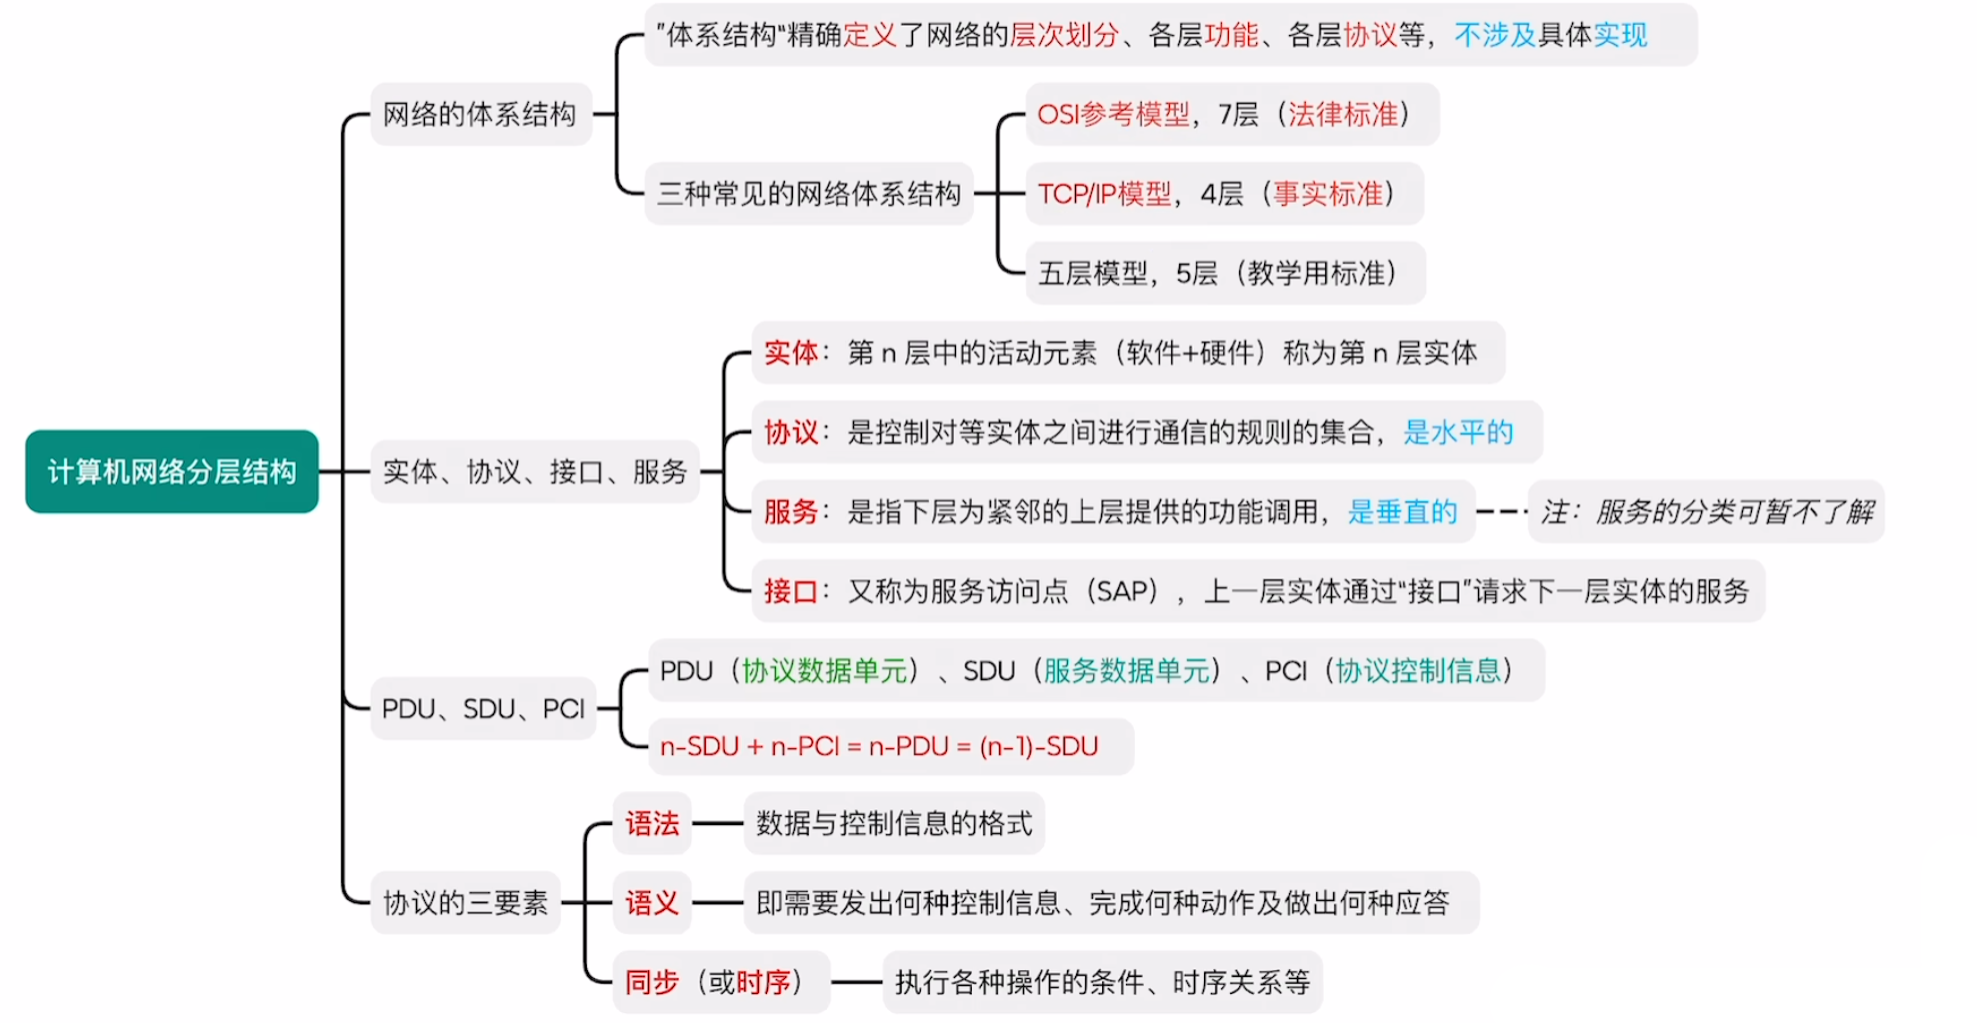 计算机网络分层结构
网络的体系结构
"体系结构“精确定义了网络的层次划分、各层功能、各层协议等，不涉及具体实现
三种常见的网络体系结构
OSI参考模型，7层（法律标准）
TCP/IP模型，4层（事实标准）
五层模型，5层（教学用标准）
实体、协议、接口、服务
实体：第 n 层中的活动元素（软件+硬件）称为第 n 层实体
协议：是控制对等实体之间进行通信的规则的集合，是水平的
服务：是指下层为紧邻的上层提供的功能调用，是垂直的
注：服务的分类可暂不了解
接口：又称为服务访问点（SAP），上一层实体通过“接口”请求下一层实体的服务
PDU、SDU、PCI
PDU（协议数据单元）、SDU（服务数据单元）、PCI（协议控制信息）
n-SDU + n-PCI = n-PDU = (n-1)-SDU
协议的三要素
语法
数据与控制信息的格式
语义
即需要发出何种控制信息、完成何种动作及做出何种应答
同步（或时序）
执行各种操作的条件、时序关系等